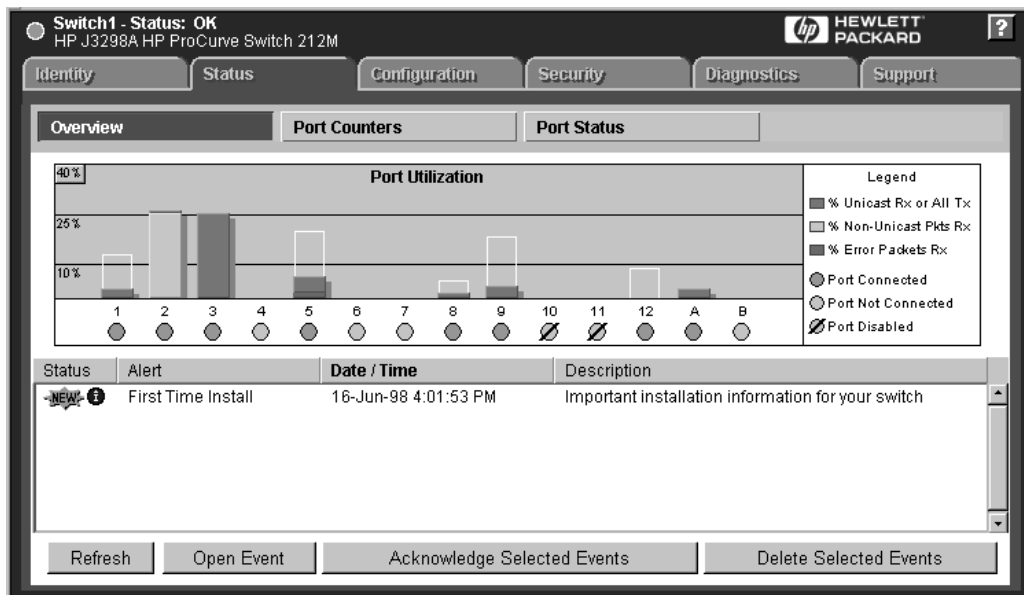 Switch1 - Status: OK
HP J3298A HP ProCurve Switch 212M
hp HEWLETT PACKARD
?
Identity Status Configuration Security Diagnostics Support
Overview Port Counters Port Status
Port Utilization
40%
25%
10%
1 2 3 4 5 6 7 8 9 10 11 12 A B
Legend
% Unicast Rx or All Tx
% Non-Unicast Pkts Rx
% Error Packets Rx
Port Connected
Port Not Connected
Port Disabled
Status Alert Date / Time Description
NEW! i First Time Install 16-Jun-98 4:01:53 PM Important installation information for your switch
Refresh Open Event Acknowledge Selected Events Delete Selected Events